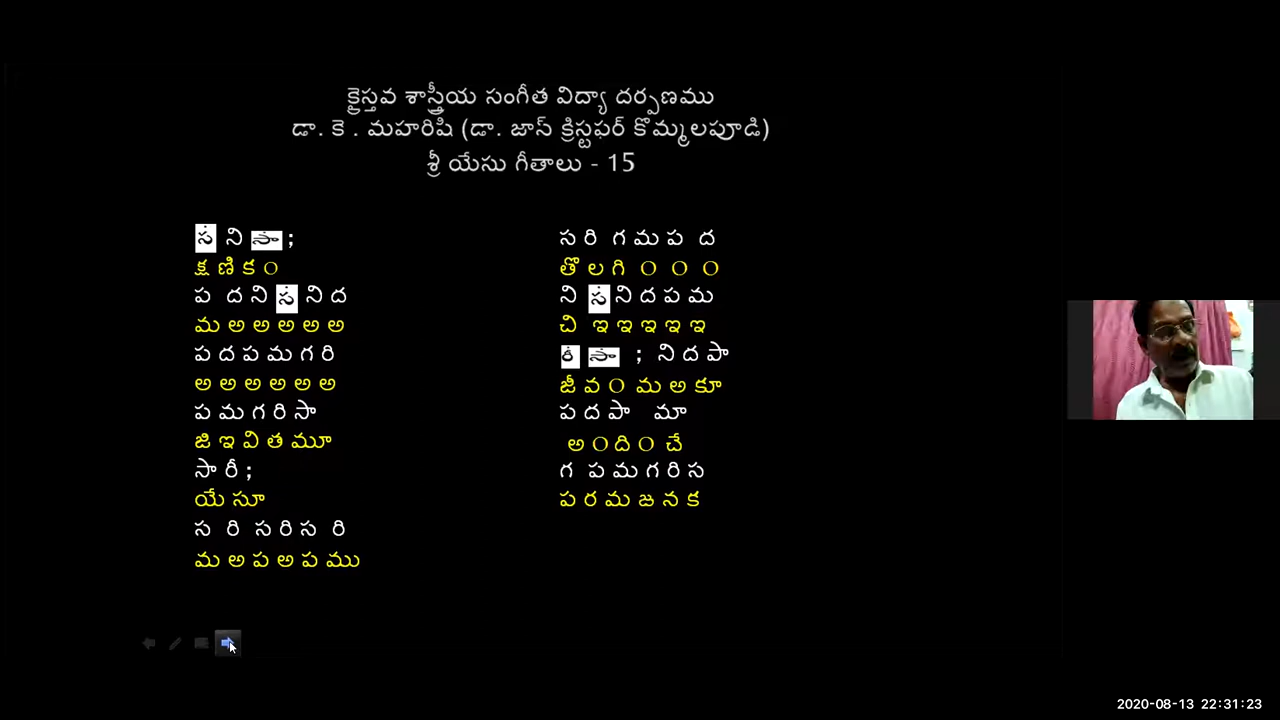 క్రైస్తవ శాస్త్రీయ సంగీత విద్యా దర్పణము
డా. కె . మహరిషి (డా. జాస్ క్రిస్టఫర్ కొమ్మలపూడి)
శ్రీ యేసు గీతాలు - 15
స̇ ని సా̇ ;
క్ష ణి క ం
ప ద ని స̇ ని ద
మ అ అ అ అ అ
ప ద ప మ గ రి
అ అ అ అ అ అ
ప మ గ రి సా
జి ఇ వి త మూ
సా రీ ;
యే సూ
స రి స రి స రి
మ అ ప అ ప ము
స రి గ మ ప ద
తొ ల గి ం ం ం
ని స̇ ని ద ప మ
చి ఇ ఇ ఇ ఇ ఇ
రి̇ సా̇ ; ని ద పా
జీ వ ం మ అ కూ
ప ద పా మా
అ ం ది ం చే
గ ప మ గ రి స
ప ర మ జ న క
2020-08-13 22:31:23